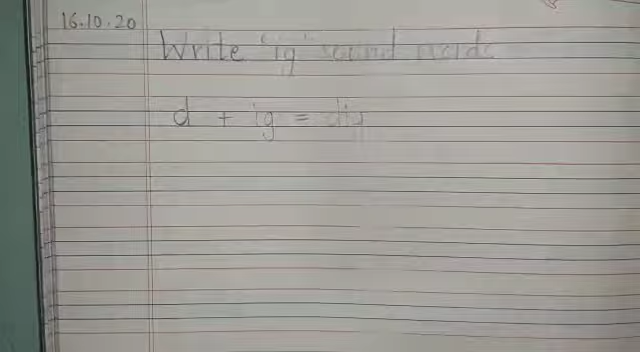 16.10.20
Write "ig" sound words
d + ig = dig